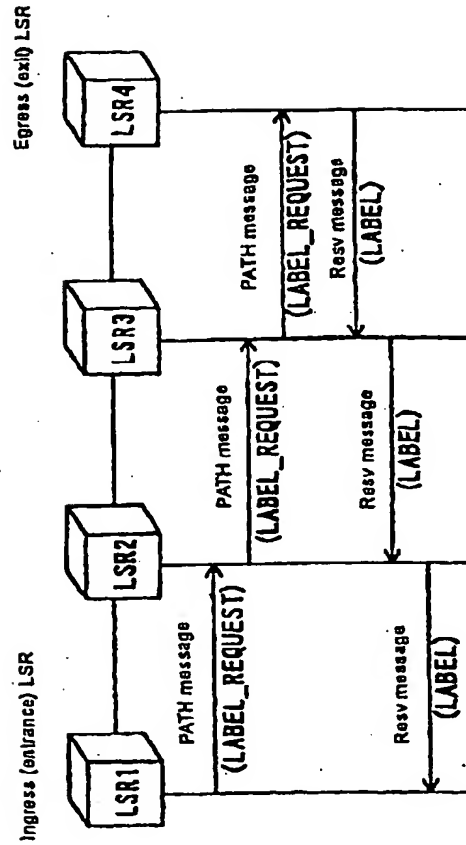 Ingress (entrance) LSR
Egress (exit) LSR
LSR1
LSR2
LSR3
LSR4
PATH message
(LABEL_REQUEST)
PATH message
(LABEL_REQUEST)
PATH message
(LABEL_REQUEST)
Resv message
(LABEL)
Resv message
(LABEL)
Resv message
(LABEL)